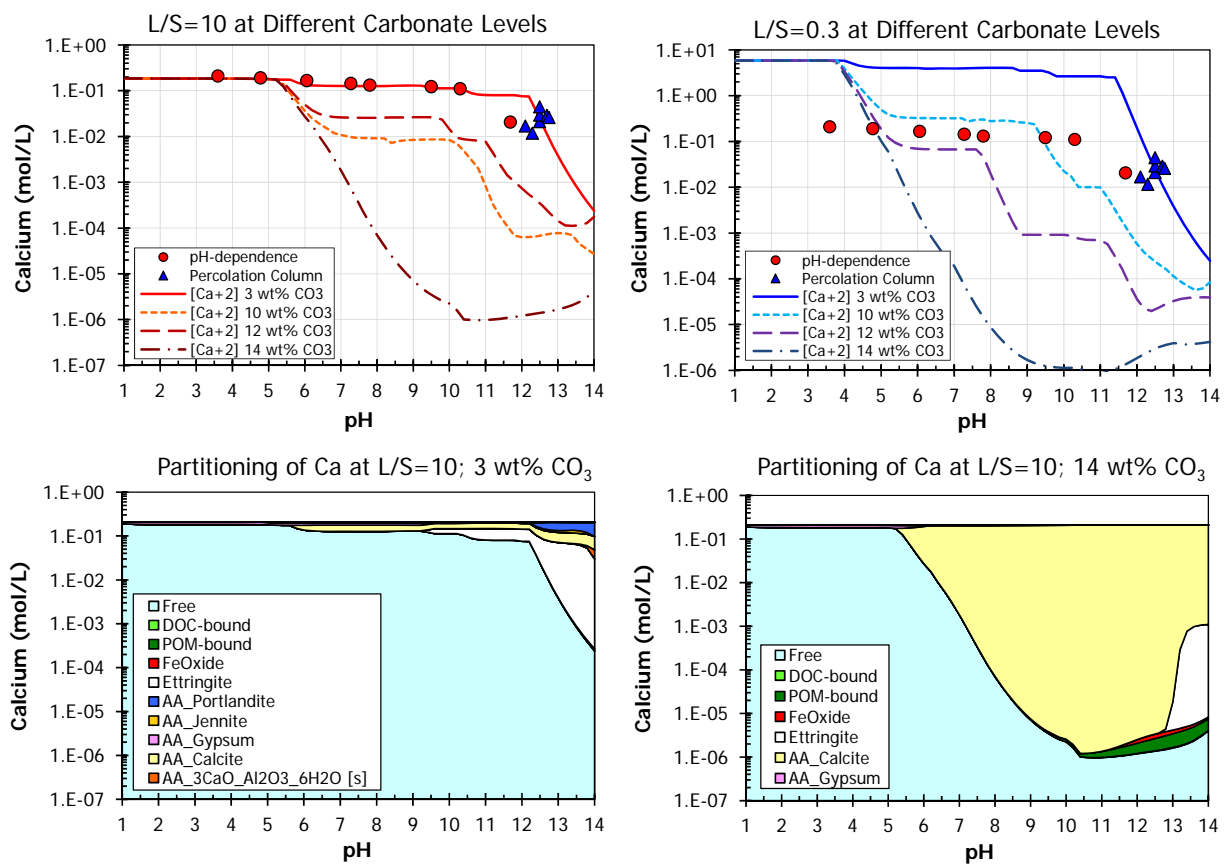 L/S=10 at Different Carbonate Levels
Calcium (mol/L)
1.E+00
1.E-01
1.E-02
1.E-03
1.E-04
1.E-05
1.E-06
1.E-07
pH-dependence
Percolation Column
[Ca+2] 3 wt% CO3
[Ca+2] 10 wt% CO3
[Ca+2] 12 wt% CO3
[Ca+2] 14 wt% CO3
1 2 3 4 5 6 7 8 9 10 11 12 13 14
pH
L/S=0.3 at Different Carbonate Levels
Calcium (mol/L)
1.E+01
1.E+00
1.E-01
1.E-02
1.E-03
1.E-04
1.E-05
1.E-06
pH-dependence
Percolation Column
[Ca+2] 3 wt% CO3
[Ca+2] 10 wt% CO3
[Ca+2] 12 wt% CO3
[Ca+2] 14 wt% CO3
1 2 3 4 5 6 7 8 9 10 11 12 13 14
pH
Partitioning of Ca at L/S=10; 3 wt% CO₃
Calcium (mol/L)
1.E+00
1.E-01
1.E-02
1.E-03
1.E-04
1.E-05
1.E-06
1.E-07
Free
DOC-bound
POM-bound
FeOxide
Ettringite
AA_Portlandite
AA_Jennite
AA_Gypsum
AA_Calcite
AA_3CaO_Al2O3_6H2O [s]
1 2 3 4 5 6 7 8 9 10 11 12 13 14
pH
Partitioning of Ca at L/S=10; 14 wt% CO₃
Calcium (mol/L)
1.E+00
1.E-01
1.E-02
1.E-03
1.E-04
1.E-05
1.E-06
1.E-07
Free
DOC-bound
POM-bound
FeOxide
Ettringite
AA_Calcite
AA_Gypsum
1 2 3 4 5 6 7 8 9 10 11 12 13 14
pH